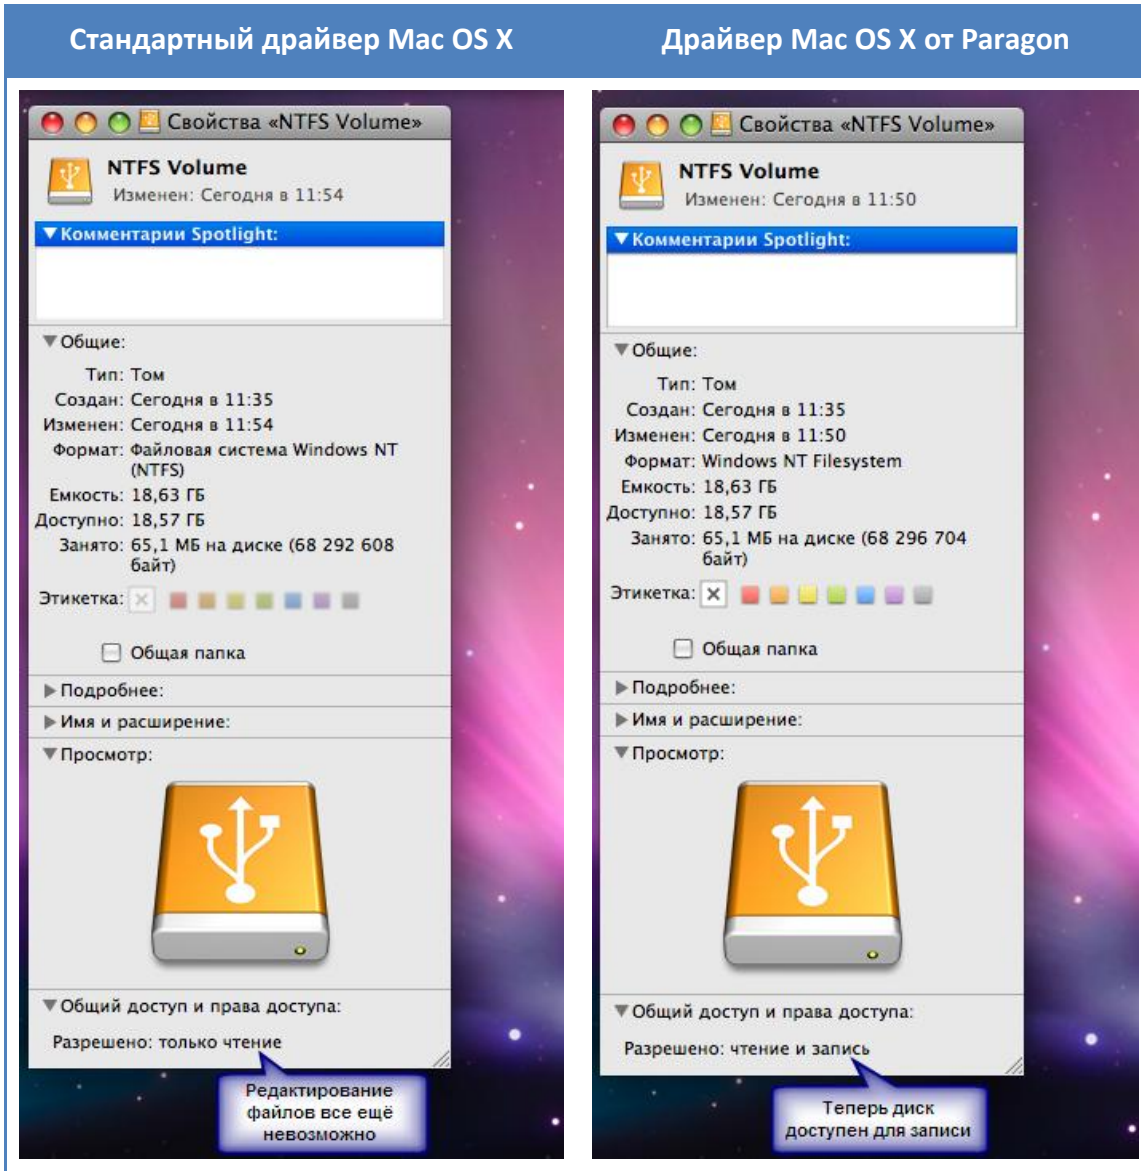 Стандартный драйвер Mac OS X
Драйвер Mac OS X от Paragon
Свойства «NTFS Volume»
NTFS Volume
Изменен: Сегодня в 11:54
Комментарии Spotlight:
Общие:
Тип: Том
Создан: Сегодня в 11:35
Изменен: Сегодня в 11:54
Формат: Файловая система Windows NT
(NTFS)
Емкость: 18,63 ГБ
Доступно: 18,57 ГБ
Занято: 65,1 МБ на диске (68 292 608
байт)
Этикетка:
Общая папка
Подробнее:
Имя и расширение:
Просмотр:
Общий доступ и права доступа:
Разрешено: только чтение
Редактирование
файлов все ещё
невозможно
Свойства «NTFS Volume»
NTFS Volume
Изменен: Сегодня в 11:50
Комментарии Spotlight:
Общие:
Тип: Том
Создан: Сегодня в 11:35
Изменен: Сегодня в 11:50
Формат: Windows NT Filesystem
Емкость: 18,63 ГБ
Доступно: 18,57 ГБ
Занято: 65,1 МБ на диске (68 296 704
байт)
Этикетка:
Общая папка
Подробнее:
Имя и расширение:
Просмотр:
Общий доступ и права доступа:
Разрешено: чтение и запись
Теперь диск
доступен для записи